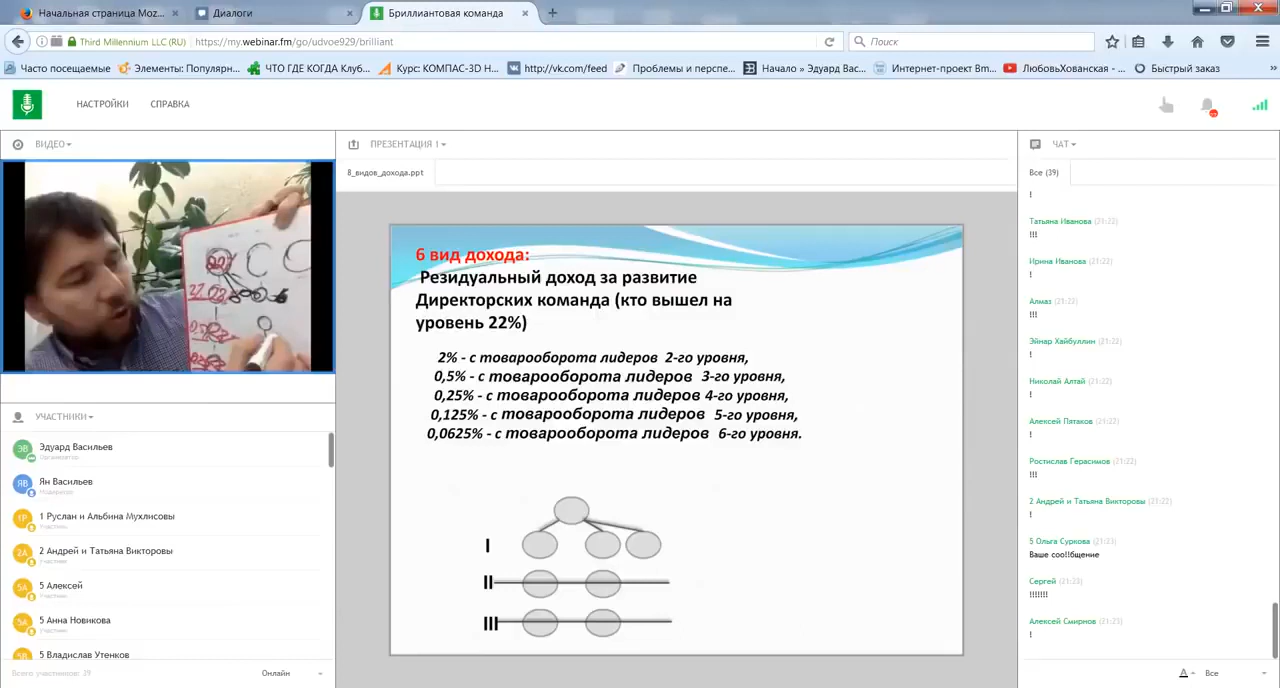 Начальная страница Moz...
Диалоги
Бриллиантовая команда
Third Millennium LLC (RU)
https://my.webinar.fm/go/udvoe929/brilliant
Поиск
Часто посещаемые
Элементы: Популярн...
ЧТО ГДЕ КОГДА Клуб...
Курс: КОМПАС-3D H...
http://vk.com/feed
Проблемы и перспе...
Начало » Эдуард Вас...
Интернет-проект Bm...
ЛюбовьХованская - ...
Быстрый заказ
НАСТРОЙКИ
СПРАВКА
ВИДЕО
ПРЕЗЕНТАЦИЯ 1
8_видов_дохода.ppt
6 вид дохода:
Резидуальный доход за развитие
Директорских команда (кто вышел на
уровень 22%)
2% - с товарооборота лидеров 2-го уровня,
0,5% - с товарооборота лидеров 3-го уровня,
0,25% - с товарооборота лидеров 4-го уровня,
0,125% - с товарооборота лидеров 5-го уровня,
0,0625% - с товарооборота лидеров 6-го уровня.
I
II
III
УЧАСТНИКИ
ЭВ Эдуард Васильев
Организатор
ЯВ Ян Васильев
Модератор
1Р 1 Руслан и Альбина Мухлисовы
Участник
2А 2 Андрей и Татьяна Викторовы
Участник
5А 5 Алексей
Участник
5А 5 Анна Новикова
Участник
5В 5 Владислав Утенков
Всего участников: 39
Онлайн
ЧАТ
Все (39)
!
Татьяна Иванова (21:22)
!!!
Ирина Иванова (21:22)
!
Алмаз (21:22)
!!!
Эйнар Хайбуллин (21:22)
!
Николай Алтай (21:22)
!
Алексей Пятаков (21:22)
!
Ростислав Герасимов (21:22)
!!!
2 Андрей и Татьяна Викторовы (21:22)
!
5 Ольга Суркова (21:23)
Ваше соо!!бщение
Сергей (21:23)
!!!!!!!
Алексей Смирнов (21:23)
!
A
Все